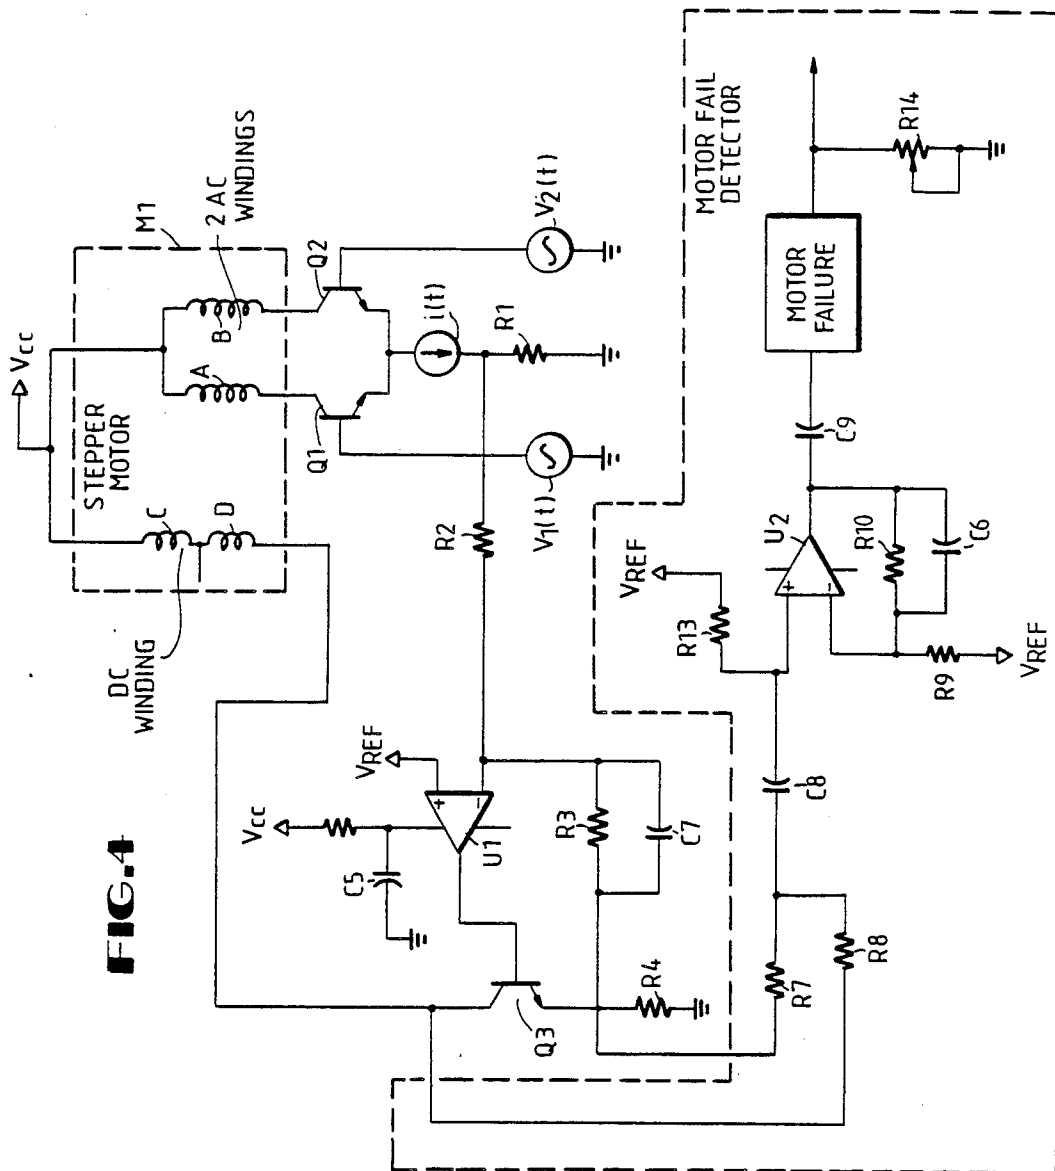 FIG.4
VCC
STEPPER
MOTOR
M1
DC
WINDING
C
D
A
B
2 AC
WINDINGS
Q1
Q2
i(t)
V1(t)
V2(t)
R1
R2
VCC
C5
VREF
+
-
U1
Q3
R3
C7
R4
MOTOR FAIL
DETECTOR
R7
R8
C8
R13
VREF
+
-
U2
R9
VREF
R10
C6
C9
MOTOR
FAILURE
R14